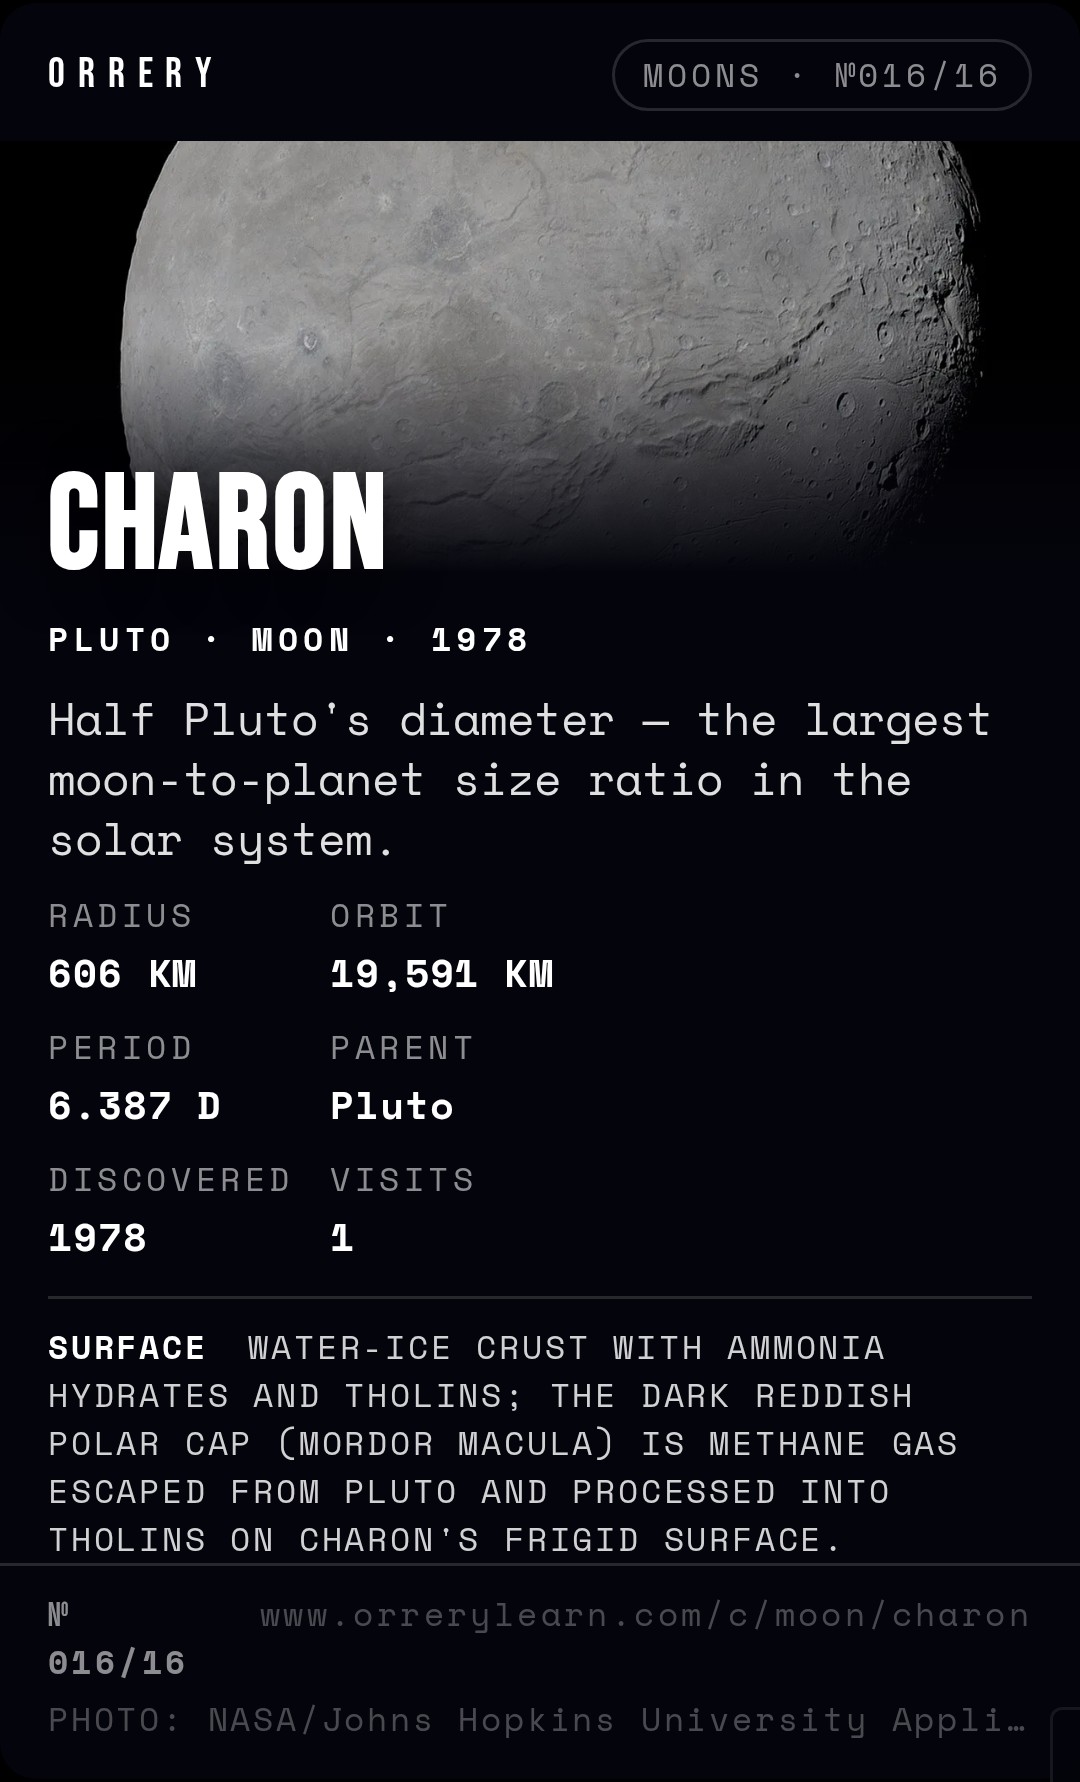 ORRERY
MOONS · №016/16
CHARON
PLUTO · MOON · 1978
Half Pluto's diameter — the largest
moon-to-planet size ratio in the
solar system.
RADIUS ORBIT
606 KM 19,591 KM
PERIOD PARENT
6.387 D Pluto
DISCOVERED VISITS
1978 1
SURFACE WATER-ICE CRUST WITH AMMONIA
HYDRATES AND THOLINS; THE DARK REDDISH
POLAR CAP (MORDOR MACULA) IS METHANE GAS
ESCAPED FROM PLUTO AND PROCESSED INTO
THOLINS ON CHARON'S FRIGID SURFACE.
№ www.orrerylearn.com/c/moon/charon
016/16
PHOTO: NASA/Johns Hopkins University Appli…